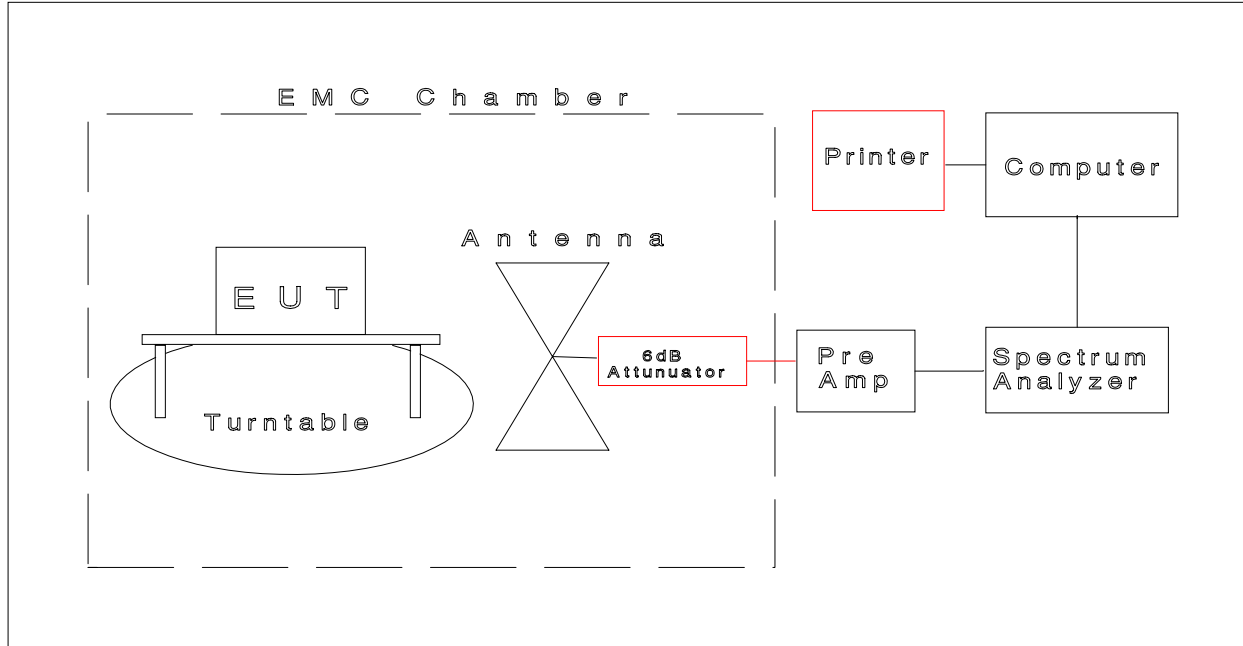 EMC Chamber
Printer
Computer
Antenna
EUT
6dB
Attunuator
Pre
Amp
Spectrum
Analyzer
Turntable